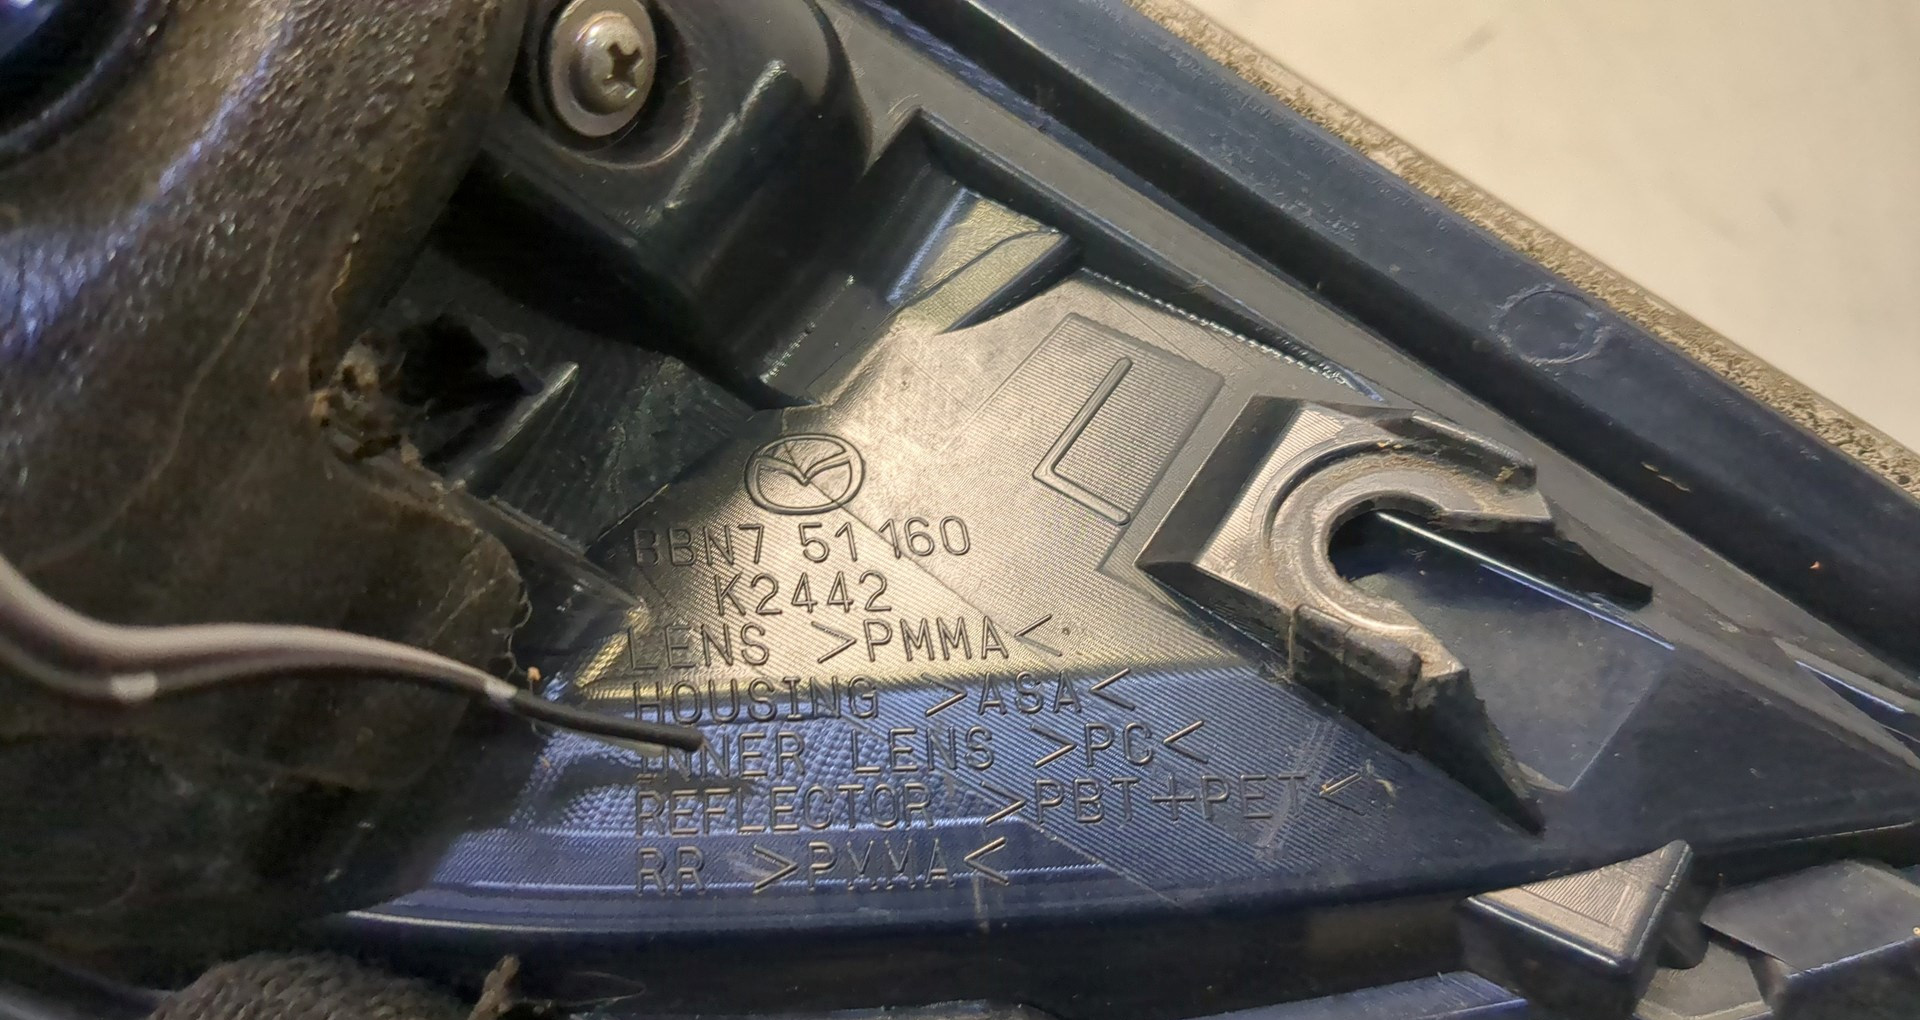 L
BBN7 51 160
K2442
LENS >PMMA<
HOUSING >ASA<
INNER LENS >PC<
REFLECTOR >PBT+PET<
RR >PMMA<